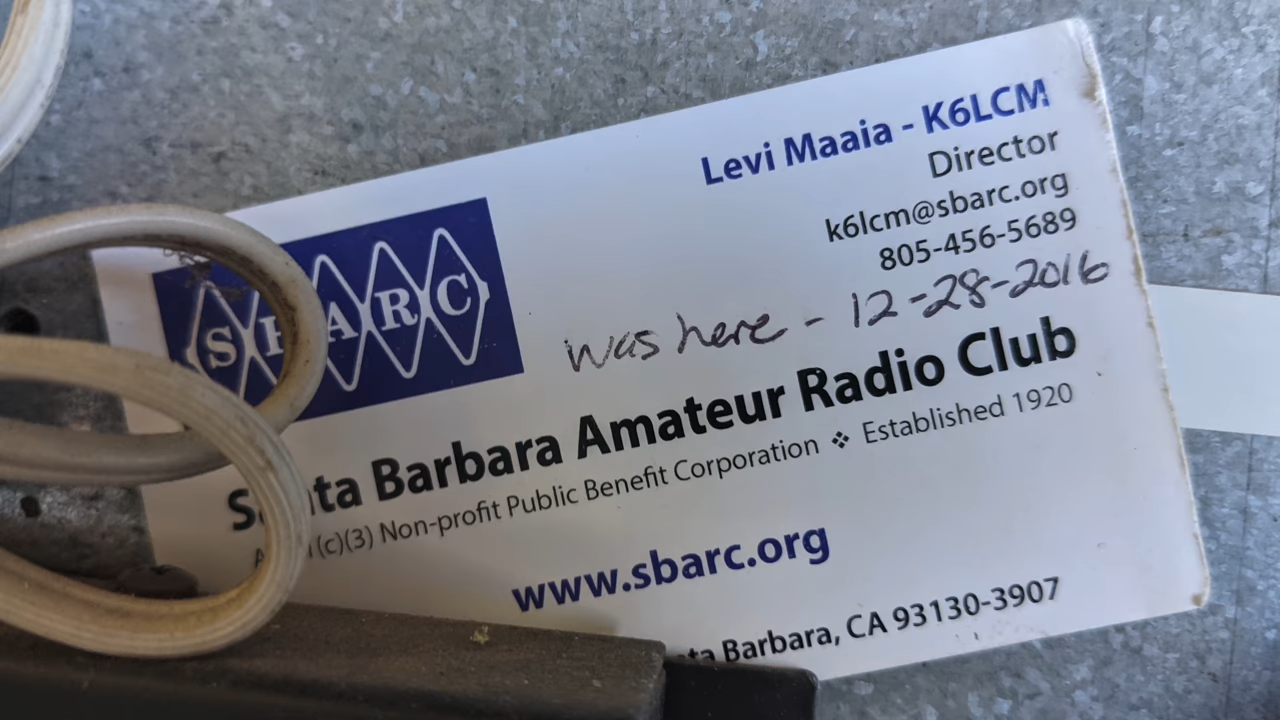 Levi Maaia - K6LCM
Director
k6lcm@sbarc.org
805-456-5689
was here - 12-28-2016
SBARC
Santa Barbara Amateur Radio Club
(c)(3) Non-profit Public Benefit Corporation ❖ Established 1920
www.sbarc.org
Barbara, CA 93130-3907